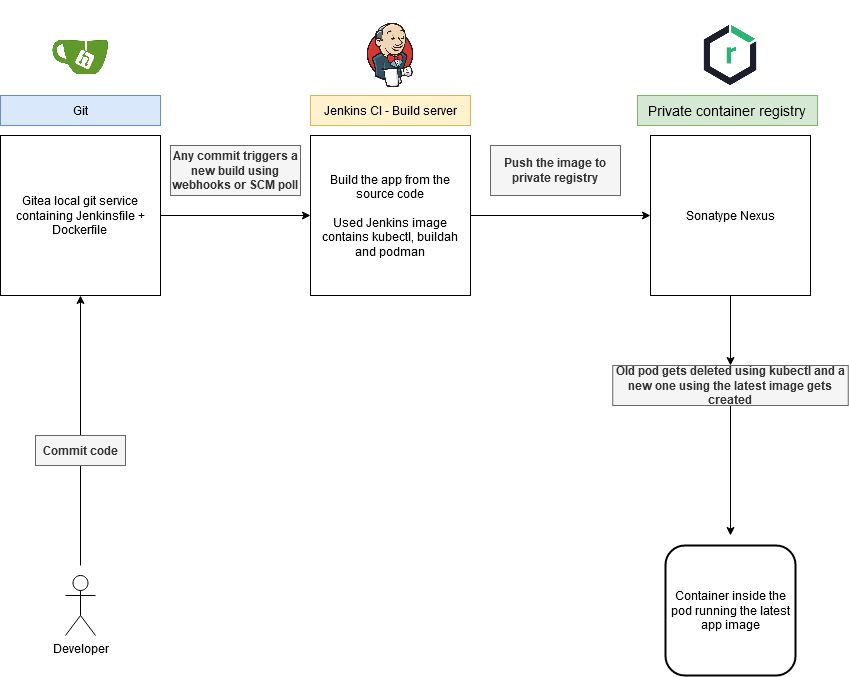 Git
Jenkins CI - Build server
r
Private container registry
Gitea local git service
containing Jenkinsfile +
Dockerfile
Any commit triggers a
new build using
webhooks or SCM poll
Build the app from the
source code
Used Jenkins image
contains kubectl, buildah
and podman
Push the image to
private registry
Sonatype Nexus
Old pod gets deleted using kubectl and a
new one using the latest image gets
created
Commit code
Container inside the
pod running the latest
app image
Developer